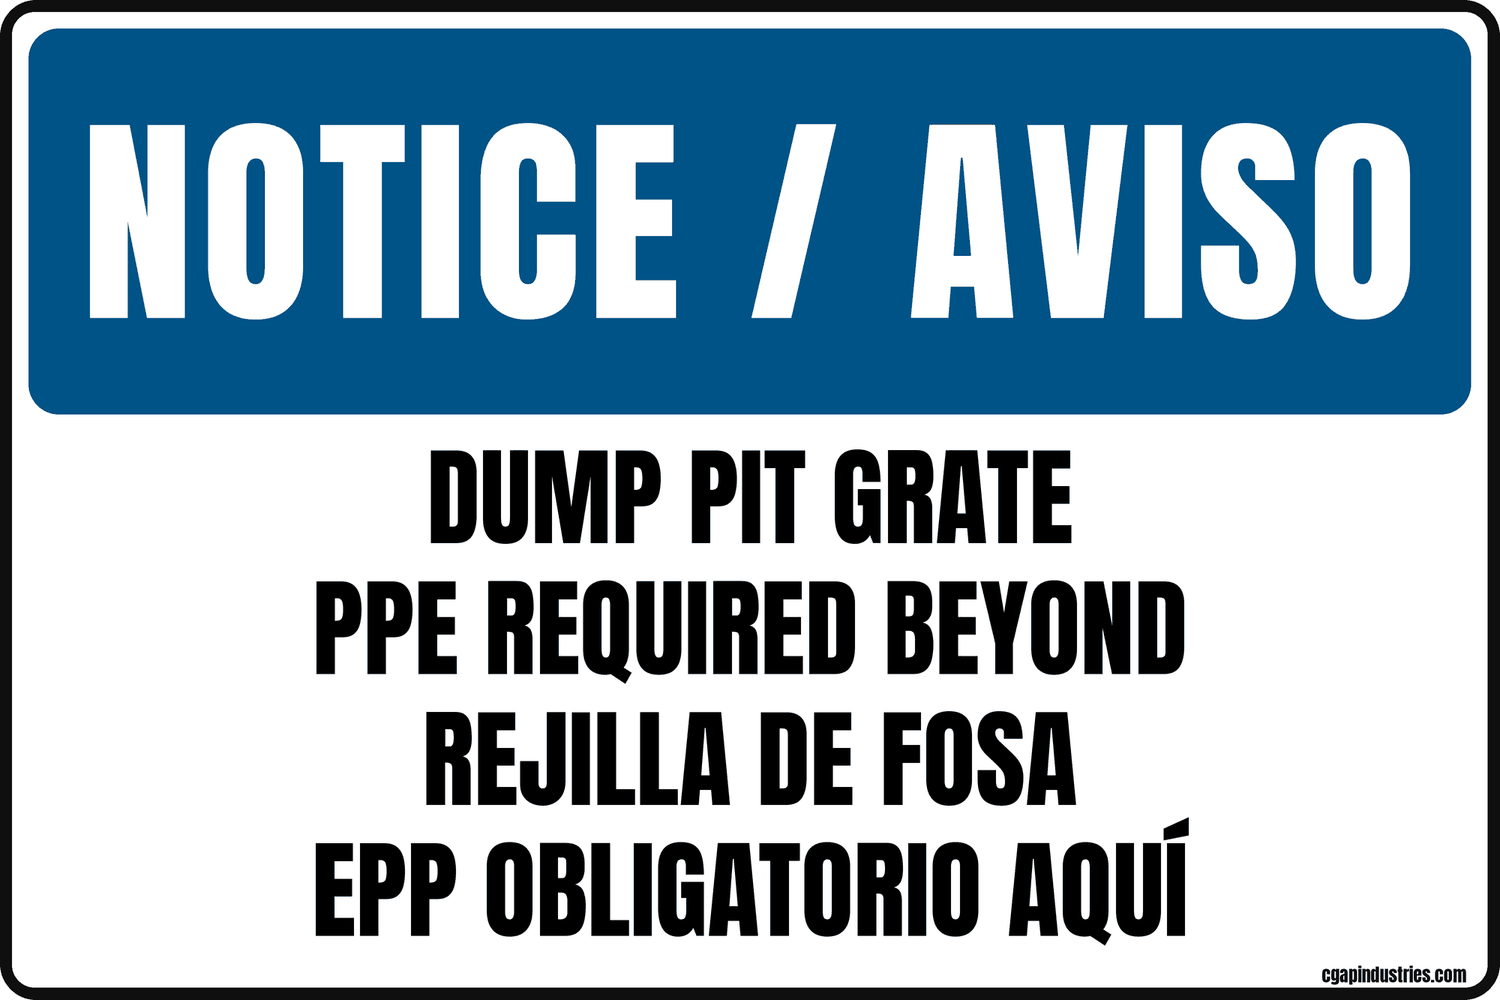 NOTICE / AVISO
DUMP PIT GRATE
PPE REQUIRED BEYOND
REJILLA DE FOSA
EPP OBLIGATORIO AQUÍ
cgapindustries.com